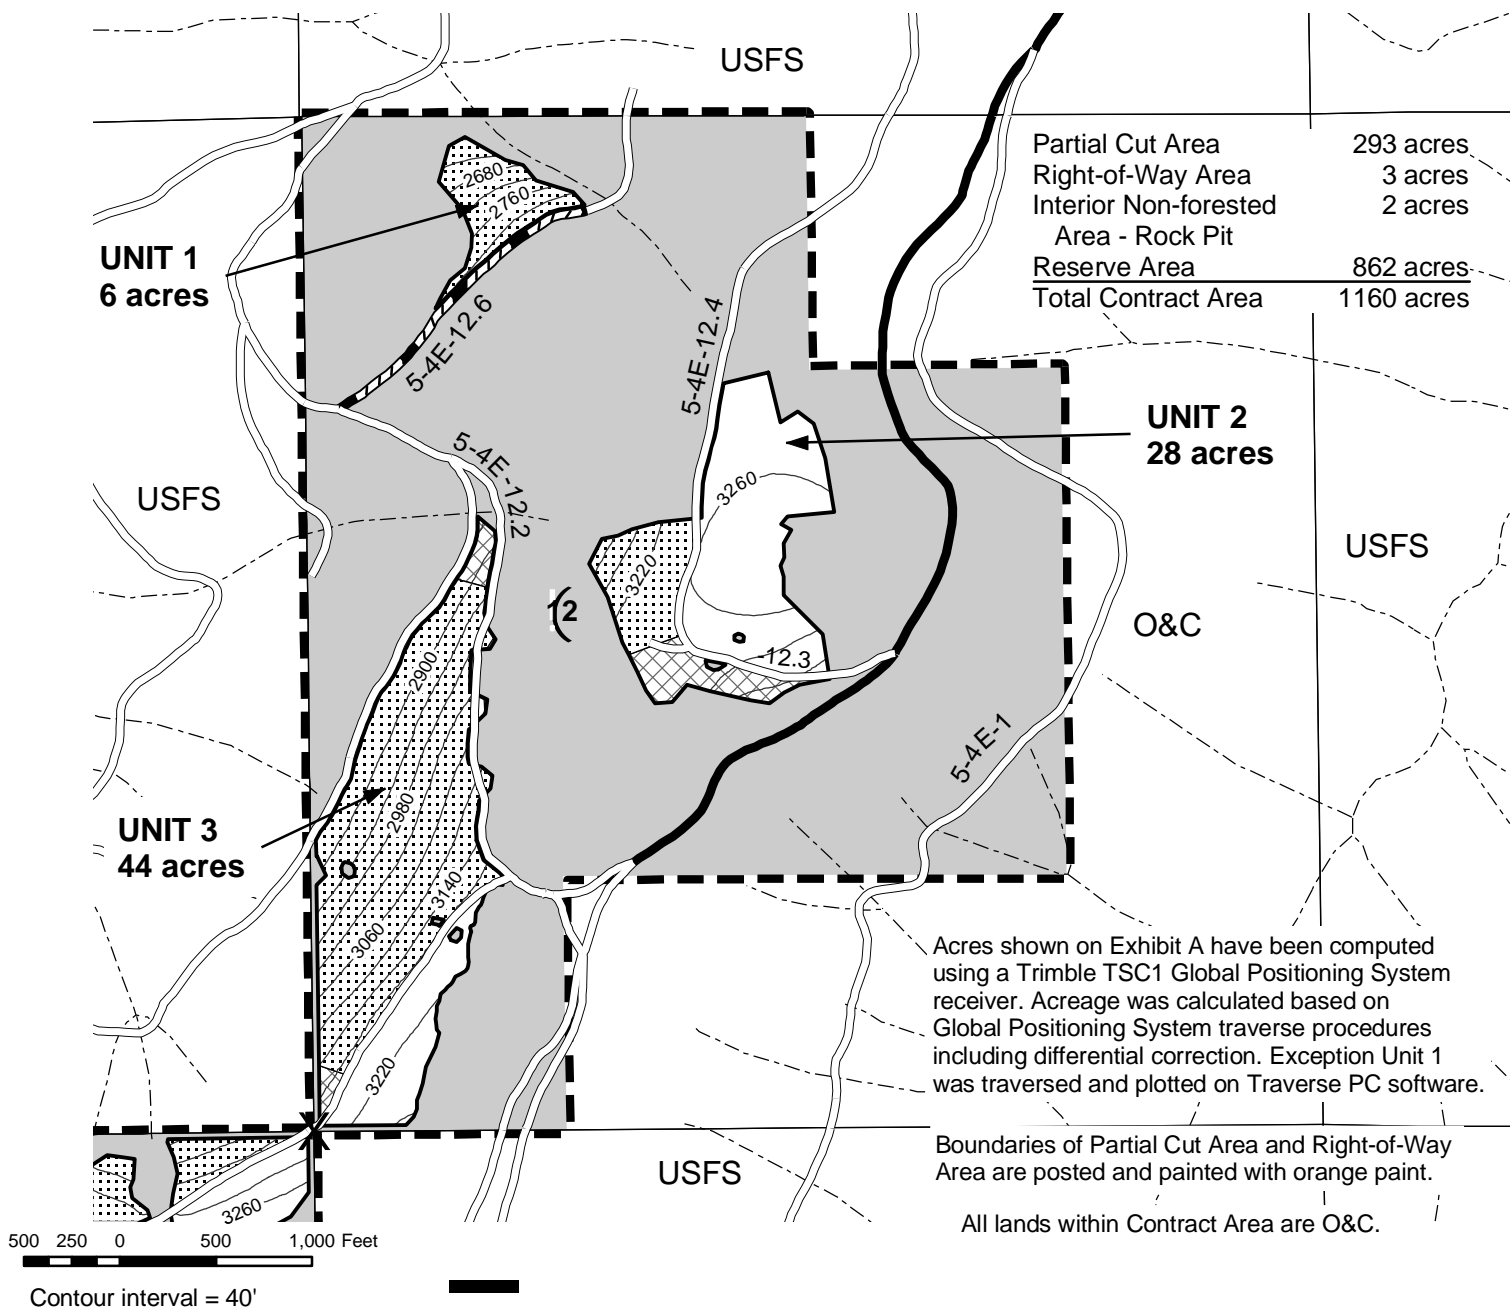 USFS
Partial Cut Area 293 acres
Right-of-Way Area 3 acres
Interior Non-forested 2 acres
Area - Rock Pit
Reserve Area 862 acres
Total Contract Area 1160 acres
2680
2760
UNIT 1
6 acres
5-4E-12.6
5-4E-12.4
UNIT 2
28 acres
5-4E-12.2
USFS
3260
USFS
3220
12
O&C
-12.3
2900
5-4E-1
2980
UNIT 3
44 acres
3140
3060
3220
Acres shown on Exhibit A have been computed
using a Trimble TSC1 Global Positioning System
receiver. Acreage was calculated based on
Global Positioning System traverse procedures
including differential correction. Exception Unit 1
was traversed and plotted on Traverse PC software.
Boundaries of Partial Cut Area and Right-of-Way
Area are posted and painted with orange paint.
USFS
3260
All lands within Contract Area are O&C.
500 250 0 500 1,000 Feet
Contour interval = 40'